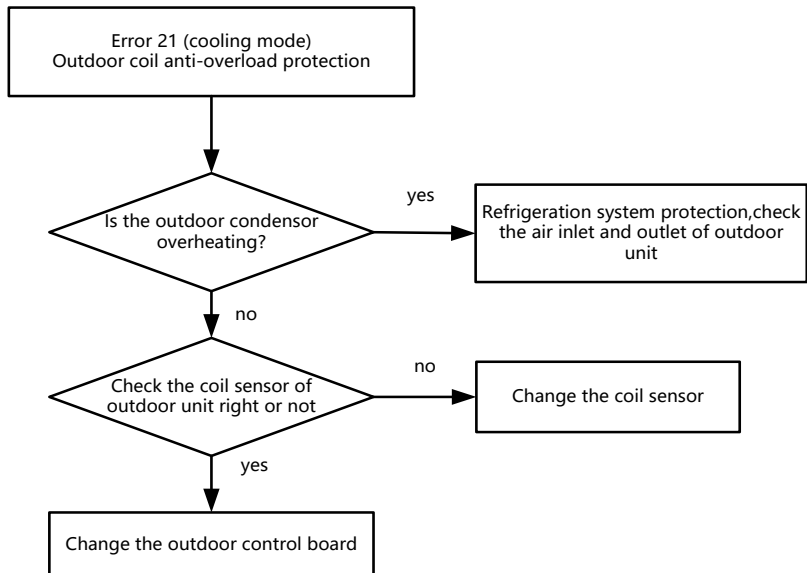 Error 21 (cooling mode)
Outdoor coil anti-overload protection
Is the outdoor condensor
overheating?
yes
Refrigeration system protection,check
the air inlet and outlet of outdoor
unit
no
Check the coil sensor of
outdoor unit right or not
no
Change the coil sensor
yes
Change the outdoor control board